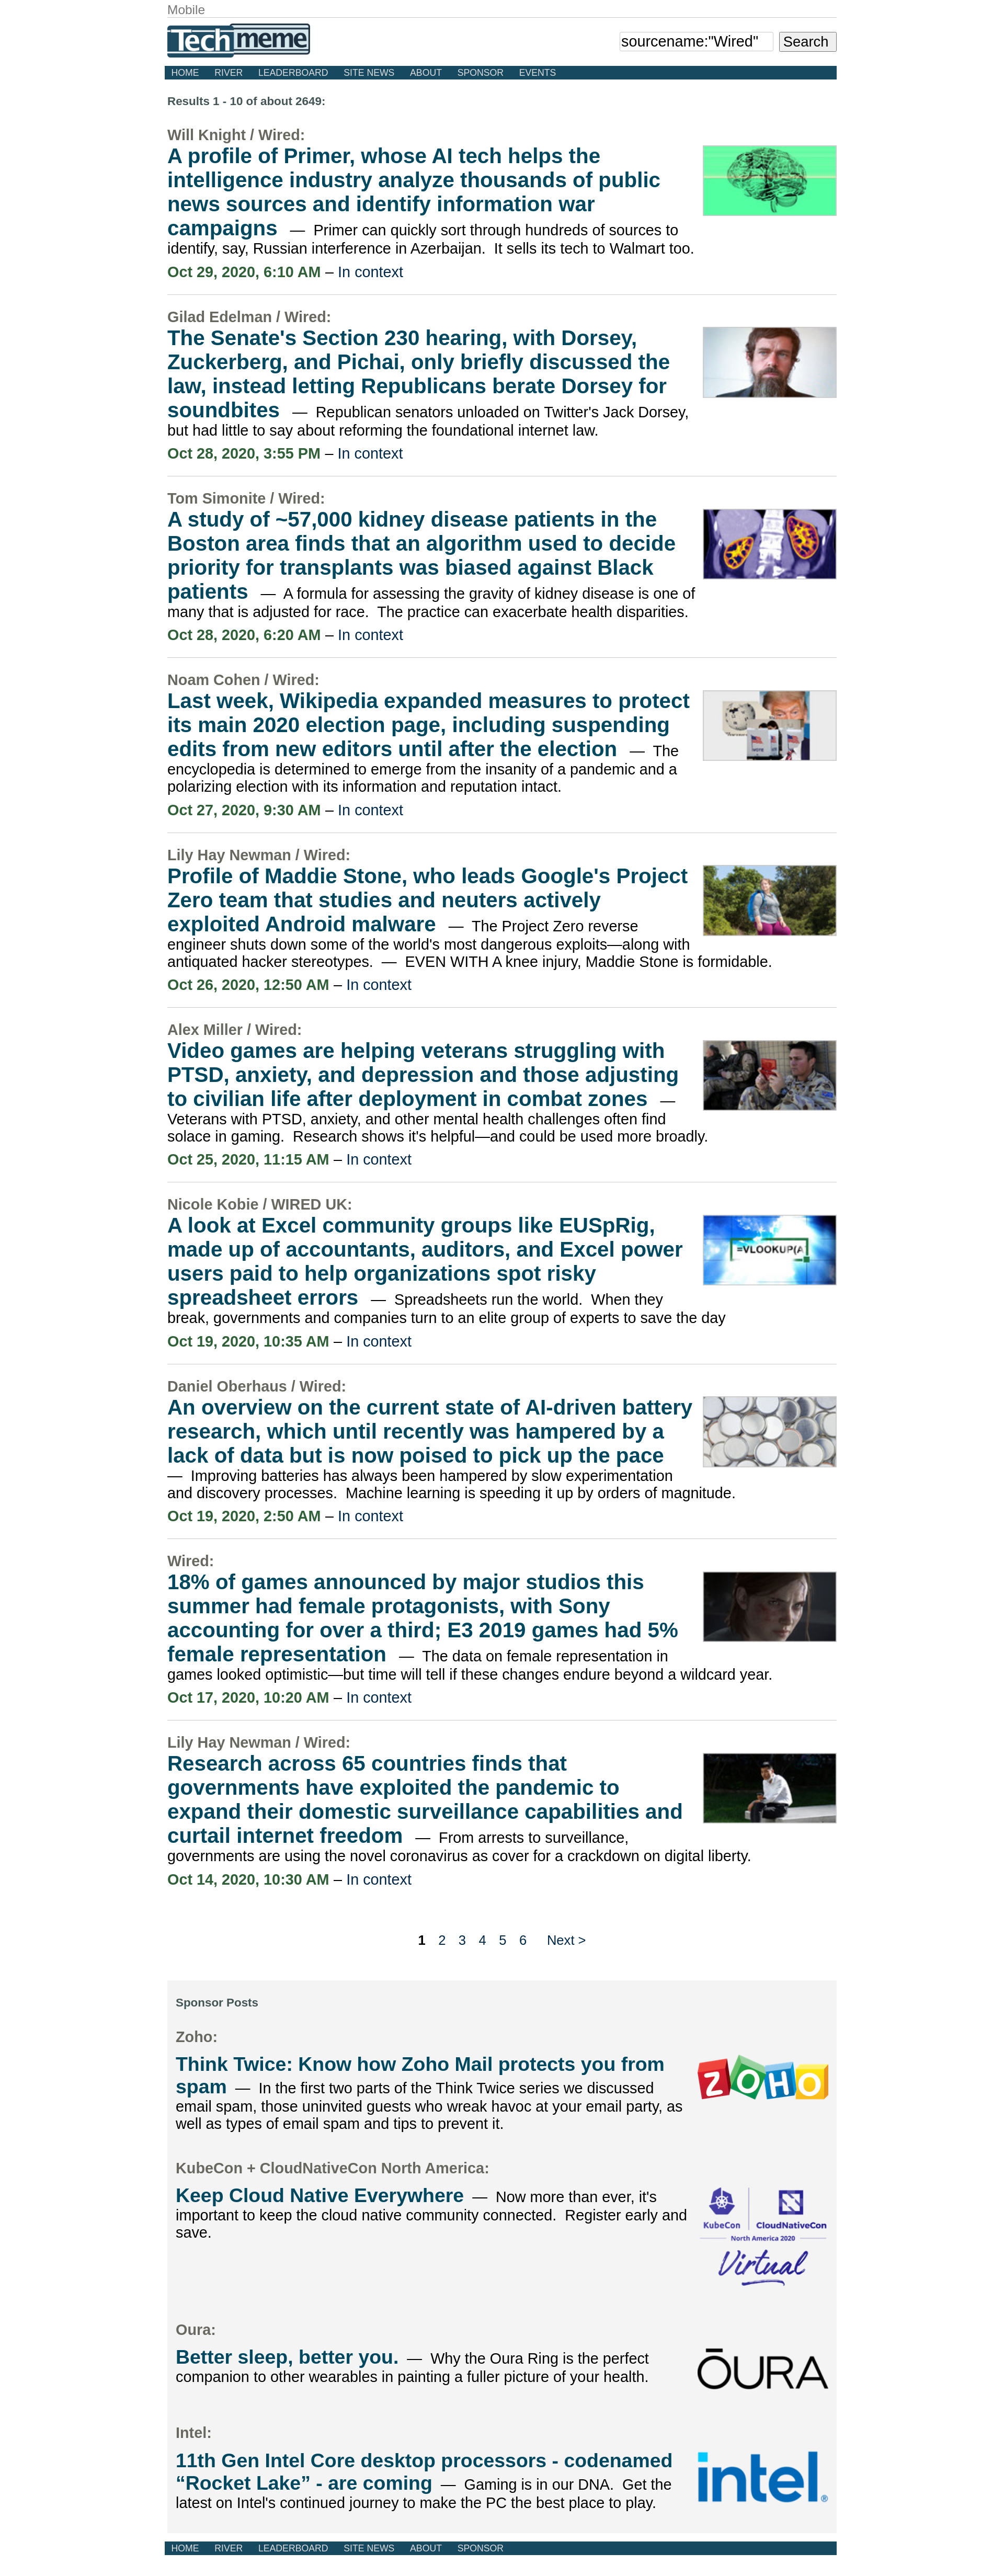 Mobile
Techmeme
sourcename:"Wired" Search
HOME RIVER LEADERBOARD SITE NEWS ABOUT SPONSOR EVENTS
Results 1 - 10 of about 2649:
Will Knight / Wired:
A profile of Primer, whose AI tech helps the
intelligence industry analyze thousands of public
news sources and identify information war
campaigns — Primer can quickly sort through hundreds of sources to
identify, say, Russian interference in Azerbaijan. It sells its tech to Walmart too.
Oct 29, 2020, 6:10 AM – In context
Gilad Edelman / Wired:
The Senate's Section 230 hearing, with Dorsey,
Zuckerberg, and Pichai, only briefly discussed the
law, instead letting Republicans berate Dorsey for
soundbites — Republican senators unloaded on Twitter's Jack Dorsey,
but had little to say about reforming the foundational internet law.
Oct 28, 2020, 3:55 PM – In context
Tom Simonite / Wired:
A study of ~57,000 kidney disease patients in the
Boston area finds that an algorithm used to decide
priority for transplants was biased against Black
patients — A formula for assessing the gravity of kidney disease is one of
many that is adjusted for race. The practice can exacerbate health disparities.
Oct 28, 2020, 6:20 AM – In context
Noam Cohen / Wired:
Last week, Wikipedia expanded measures to protect
its main 2020 election page, including suspending
edits from new editors until after the election — The
encyclopedia is determined to emerge from the insanity of a pandemic and a
polarizing election with its information and reputation intact.
Oct 27, 2020, 9:30 AM – In context
Lily Hay Newman / Wired:
Profile of Maddie Stone, who leads Google's Project
Zero team that studies and neuters actively
exploited Android malware — The Project Zero reverse
engineer shuts down some of the world's most dangerous exploits—along with
antiquated hacker stereotypes. — EVEN WITH A knee injury, Maddie Stone is formidable.
Oct 26, 2020, 12:50 AM – In context
Alex Miller / Wired:
Video games are helping veterans struggling with
PTSD, anxiety, and depression and those adjusting
to civilian life after deployment in combat zones —
Veterans with PTSD, anxiety, and other mental health challenges often find
solace in gaming. Research shows it's helpful—and could be used more broadly.
Oct 25, 2020, 11:15 AM – In context
Nicole Kobie / WIRED UK:
A look at Excel community groups like EUSpRig,
made up of accountants, auditors, and Excel power
users paid to help organizations spot risky
spreadsheet errors — Spreadsheets run the world. When they
break, governments and companies turn to an elite group of experts to save the day
=VLOOKUP(A
Oct 19, 2020, 10:35 AM – In context
Daniel Oberhaus / Wired:
An overview on the current state of AI-driven battery
research, which until recently was hampered by a
lack of data but is now poised to pick up the pace
— Improving batteries has always been hampered by slow experimentation
and discovery processes. Machine learning is speeding it up by orders of magnitude.
Oct 19, 2020, 2:50 AM – In context
Wired:
18% of games announced by major studios this
summer had female protagonists, with Sony
accounting for over a third; E3 2019 games had 5%
female representation — The data on female representation in
games looked optimistic—but time will tell if these changes endure beyond a wildcard year.
Oct 17, 2020, 10:20 AM – In context
Lily Hay Newman / Wired:
Research across 65 countries finds that
governments have exploited the pandemic to
expand their domestic surveillance capabilities and
curtail internet freedom — From arrests to surveillance,
governments are using the novel coronavirus as cover for a crackdown on digital liberty.
Oct 14, 2020, 10:30 AM – In context
1 2 3 4 5 6 Next >
Sponsor Posts
Zoho:
Think Twice: Know how Zoho Mail protects you from
spam — In the first two parts of the Think Twice series we discussed
email spam, those uninvited guests who wreak havoc at your email party, as
well as types of email spam and tips to prevent it.
ZOHO
KubeCon + CloudNativeCon North America:
Keep Cloud Native Everywhere — Now more than ever, it's
important to keep the cloud native community connected. Register early and
save.
KubeCon CloudNativeCon
North America 2020
Virtual
Oura:
Better sleep, better you. — Why the Oura Ring is the perfect
companion to other wearables in painting a fuller picture of your health.
ŌURA
Intel:
11th Gen Intel Core desktop processors - codenamed
“Rocket Lake” - are coming — Gaming is in our DNA. Get the
latest on Intel's continued journey to make the PC the best place to play.
intel®
HOME RIVER LEADERBOARD SITE NEWS ABOUT SPONSOR